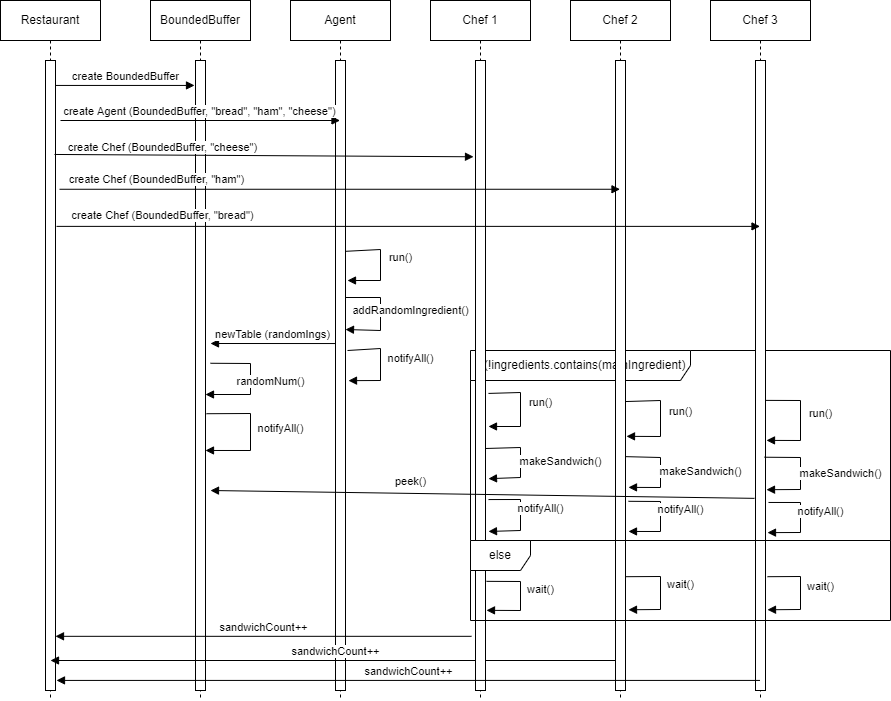 Restaurant
BoundedBuffer
Agent
Chef 1
Chef 2
Chef 3
create BoundedBuffer
create Agent (BoundedBuffer, "bread", "ham", "cheese")
create Chef (BoundedBuffer, "cheese")
create Chef (BoundedBuffer, "ham")
create Chef (BoundedBuffer, "bread")
run()
addRandomIngredient()
newTable (randomIngs)
notifyAll()
(!ingredients.contains(mainIngredient)
randomNum()
run()
run()
run()
notifyAll()
makeSandwich()
makeSandwich()
makeSandwich()
peek()
notifyAll()
notifyAll()
notifyAll()
else
wait()
wait()
wait()
sandwichCount++
sandwichCount++
sandwichCount++